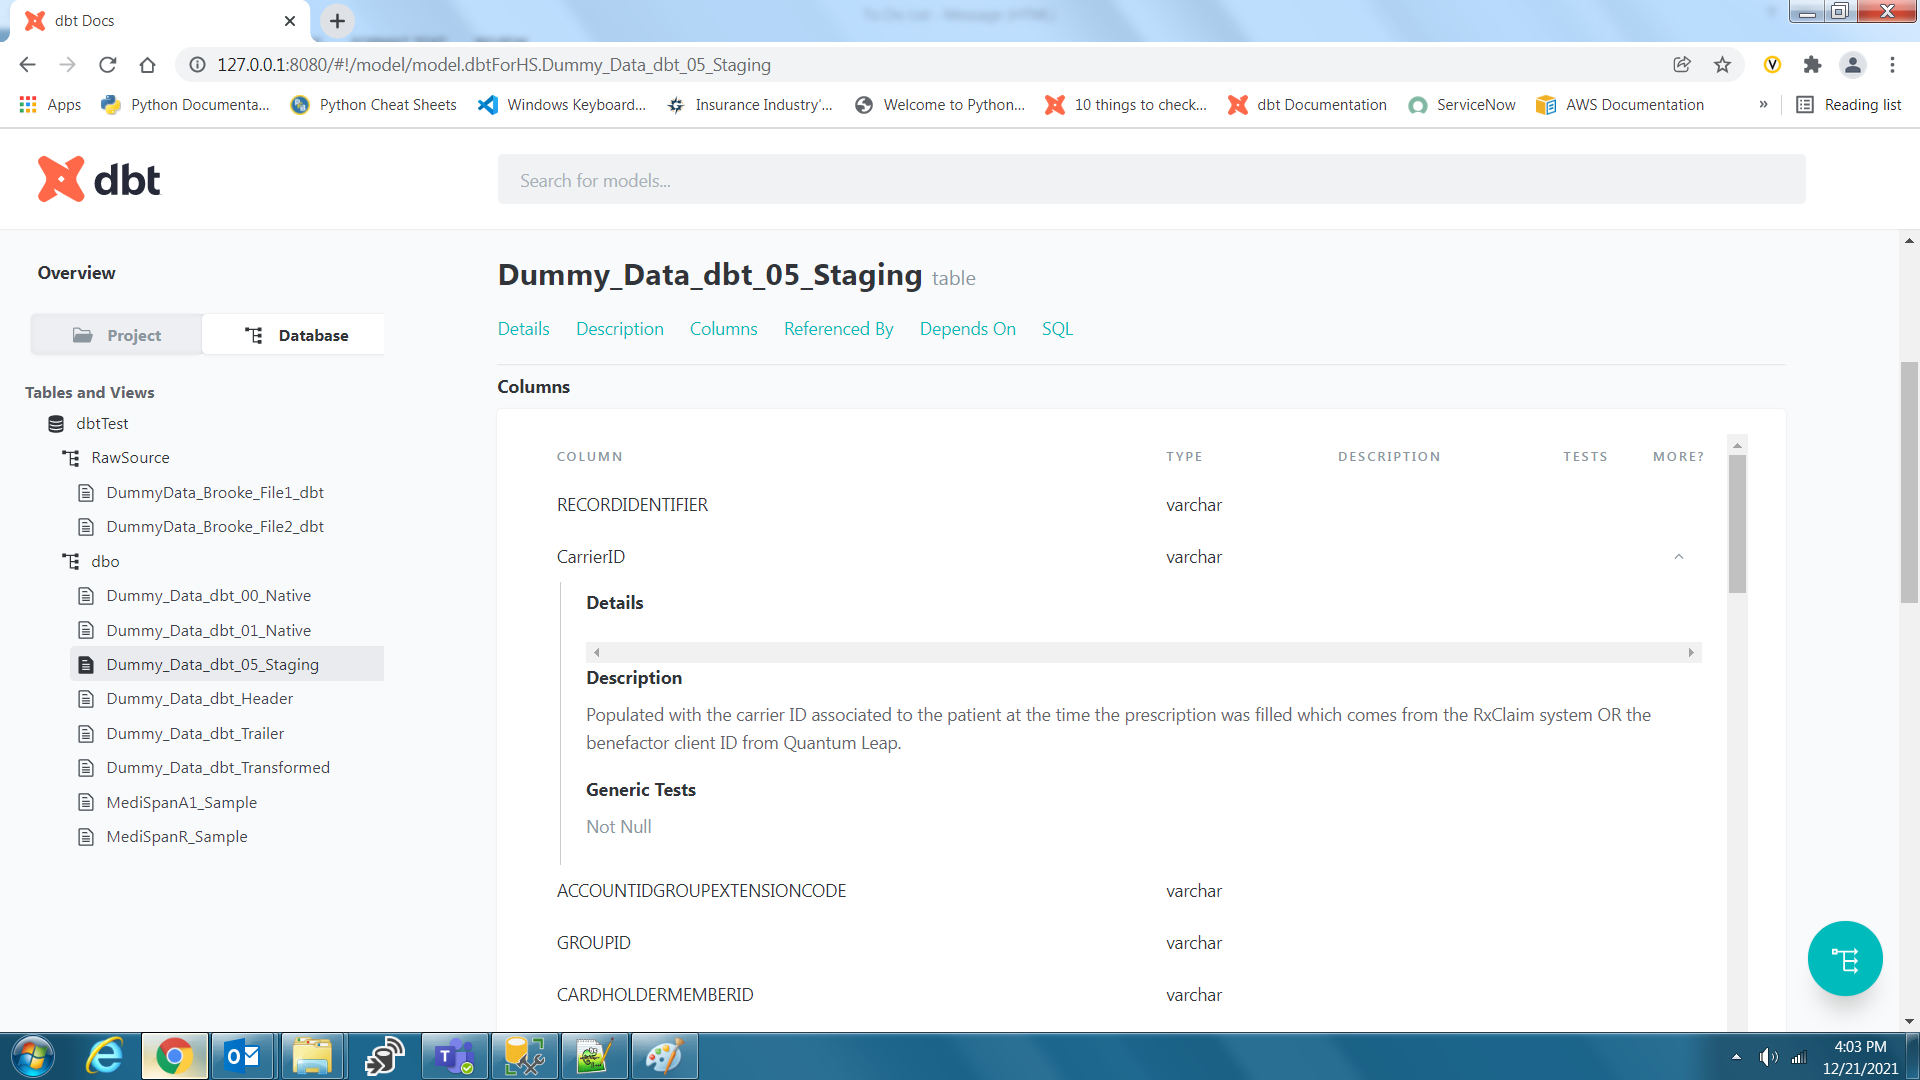 dbt Docs
127.0.0.1:8080/#!/model/model.dbtForHS.Dummy_Data_dbt_05_Staging
Apps Python Documenta... Python Cheat Sheets Windows Keyboard... Insurance Industry'... Welcome to Python... 10 things to check... dbt Documentation ServiceNow AWS Documentation » Reading list
dbt
Search for models...
Overview
Project Database
Tables and Views
dbtTest
RawSource
DummyData_Brooke_File1_dbt
DummyData_Brooke_File2_dbt
dbo
Dummy_Data_dbt_00_Native
Dummy_Data_dbt_01_Native
Dummy_Data_dbt_05_Staging
Dummy_Data_dbt_Header
Dummy_Data_dbt_Trailer
Dummy_Data_dbt_Transformed
MediSpanA1_Sample
MediSpanR_Sample
Dummy_Data_dbt_05_Staging table
Details Description Columns Referenced By Depends On SQL
Columns
COLUMN TYPE DESCRIPTION TESTS MORE?
RECORDIDENTIFIER varchar
CarrierID varchar
Details
Description
Populated with the carrier ID associated to the patient at the time the prescription was filled which comes from the RxClaim system OR the
benefactor client ID from Quantum Leap.
Generic Tests
Not Null
ACCOUNTIDGROUPEXTENSIONCODE varchar
GROUPID varchar
CARDHOLDERMEMBERID varchar
4:03 PM
12/21/2021